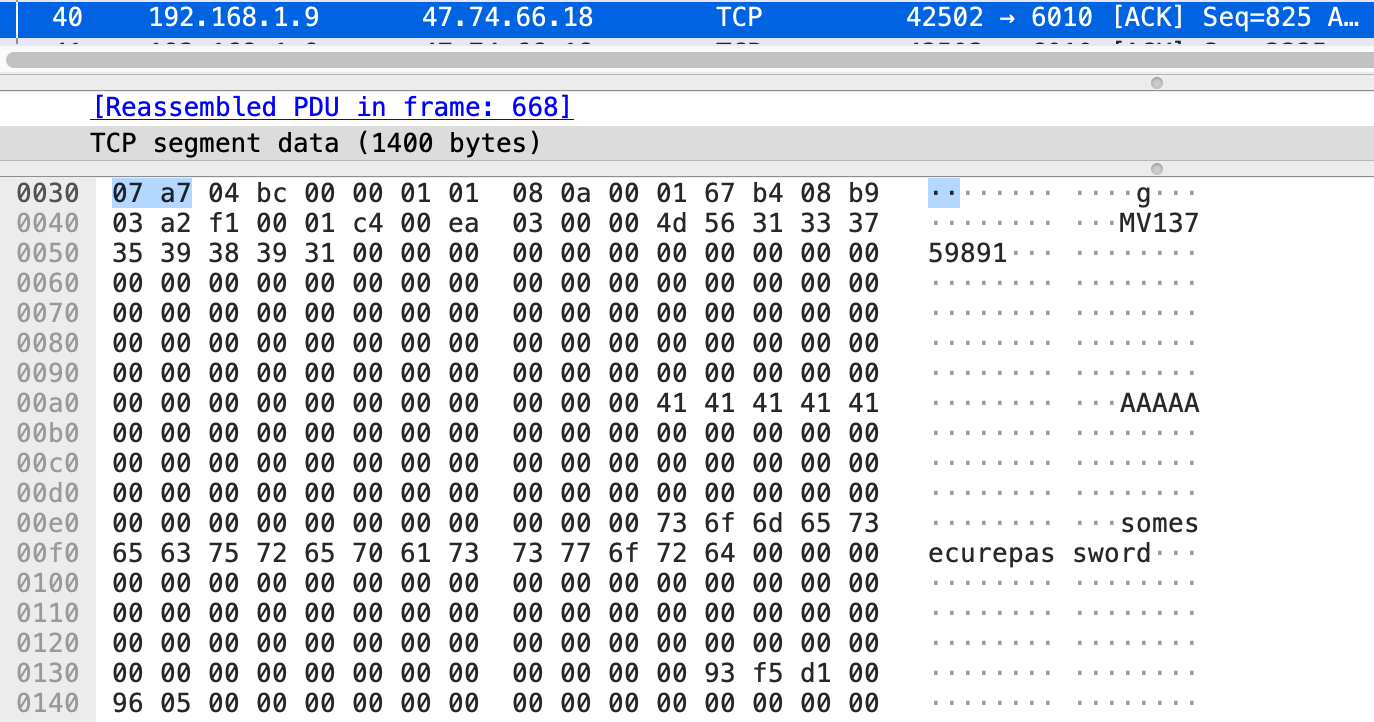 40 192.168.1.9 47.74.66.18 TCP 42502 → 6010 [ACK] Seq=825 A…
[Reassembled PDU in frame: 668]
TCP segment data (1400 bytes)
0030 07 a7 04 bc 00 00 01 01 08 0a 00 01 67 b4 08 b9 ············g···
0040 03 a2 f1 00 01 c4 00 ea 03 00 00 4d 56 31 33 37 ········ ···MV137
0050 35 39 38 39 31 00 00 00 00 00 00 00 00 00 00 00 59891··· ········
0060 00 00 00 00 00 00 00 00 00 00 00 00 00 00 00 00 ········ ········
0070 00 00 00 00 00 00 00 00 00 00 00 00 00 00 00 00 ········ ········
0080 00 00 00 00 00 00 00 00 00 00 00 00 00 00 00 00 ········ ········
0090 00 00 00 00 00 00 00 00 00 00 00 00 00 00 00 00 ········ ········
00a0 00 00 00 00 00 00 00 00 00 00 00 41 41 41 41 41 ········ ···AAAAA
00b0 00 00 00 00 00 00 00 00 00 00 00 00 00 00 00 00 ········ ········
00c0 00 00 00 00 00 00 00 00 00 00 00 00 00 00 00 00 ········ ········
00d0 00 00 00 00 00 00 00 00 00 00 00 00 00 00 00 00 ········ ········
00e0 00 00 00 00 00 00 00 00 00 00 00 73 6f 6d 65 73 ········ ···somes
00f0 65 63 75 72 65 70 61 73 73 77 6f 72 64 00 00 00 ecurepas sword···
0100 00 00 00 00 00 00 00 00 00 00 00 00 00 00 00 00 ········ ········
0110 00 00 00 00 00 00 00 00 00 00 00 00 00 00 00 00 ········ ········
0120 00 00 00 00 00 00 00 00 00 00 00 00 00 00 00 00 ········ ········
0130 00 00 00 00 00 00 00 00 00 00 00 00 93 f5 d1 00 ········ ········
0140 96 05 00 00 00 00 00 00 00 00 00 00 00 00 00 00 ········ ········